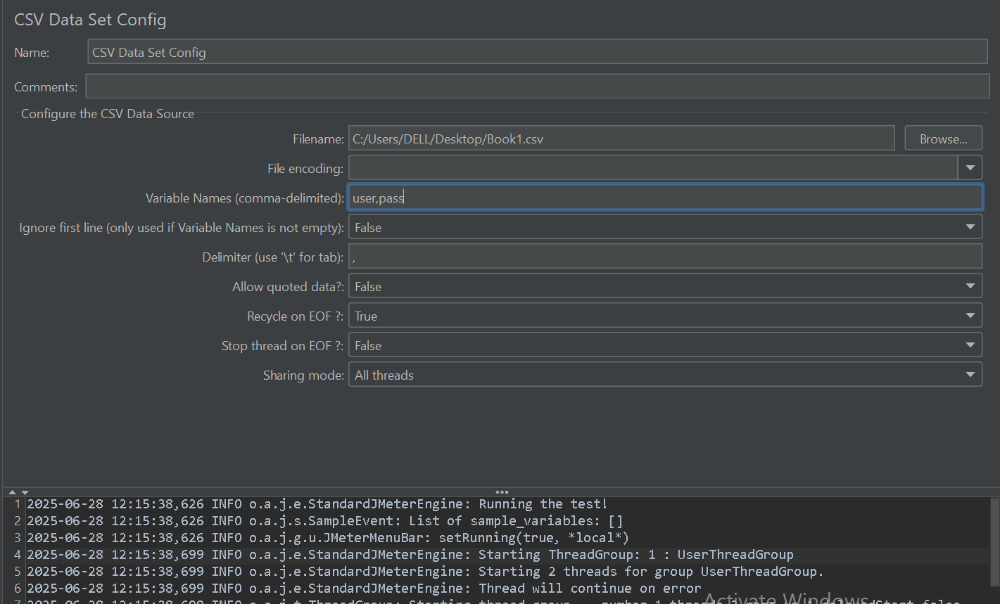 CSV Data Set Config
Name: CSV Data Set Config
Comments:
Configure the CSV Data Source
Filename: C:/Users/DELL/Desktop/Book1.csv Browse...
File encoding:
Variable Names (comma-delimited): user,pass
Ignore first line (only used if Variable Names is not empty): False
Delimiter (use '\t' for tab): ,
Allow quoted data?: False
Recycle on EOF ?: True
Stop thread on EOF ?: False
Sharing mode: All threads
1 2025-06-28 12:15:38,626 INFO o.a.j.e.StandardJMeterEngine: Running the test!
2 2025-06-28 12:15:38,626 INFO o.a.j.s.SampleEvent: List of sample_variables: []
3 2025-06-28 12:15:38,626 INFO o.a.j.g.u.JMeterMenuBar: setRunning(true, *local*)
4 2025-06-28 12:15:38,699 INFO o.a.j.e.StandardJMeterEngine: Starting ThreadGroup: 1 : UserThreadGroup
5 2025-06-28 12:15:38,699 INFO o.a.j.e.StandardJMeterEngine: Starting 2 threads for group UserThreadGroup.
6 2025-06-28 12:15:38,699 INFO o.a.j.e.StandardJMeterEngine: Thread will continue on error
Activate Windows